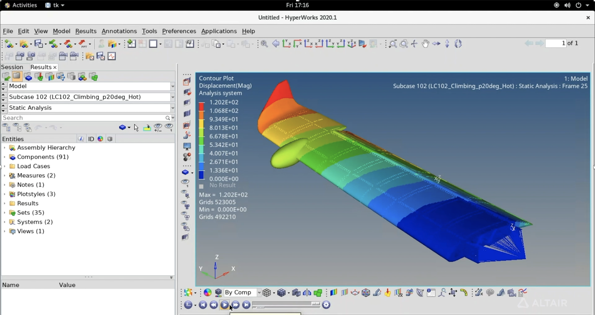 Activities tk Fri 17:16
Untitled - HyperWorks 2020.1
File Edit View Model Results Annotations Tools Preferences Applications Help
1 of 1
Session Results ×
Model
Subcase 102 (LC102_Climbing_p20deg_Hot)
Static Analysis
Search
Entities ID
Assembly Hierarchy
Components (91)
Load Cases
Measures (2)
Notes (1)
Plotstyles (3)
Results
Sets (35)
Systems (2)
Views (1)
Name Value
Contour Plot
Displacement(Mag)
Analysis system
1.202E+02
1.068E+02
9.349E+01
8.013E+01
6.678E+01
5.342E+01
4.007E+01
2.671E+01
1.336E+01
0.000E+00
No Result
Max = 1.202E+02
Grids 523005
Min = 0.000E+00
Grids 492210
1: Model
Subcase 102 (LC102_Climbing_p20deg_Hot) : Static Analysis : Frame 25
Z
Y
X
By Comp
ALTAIR